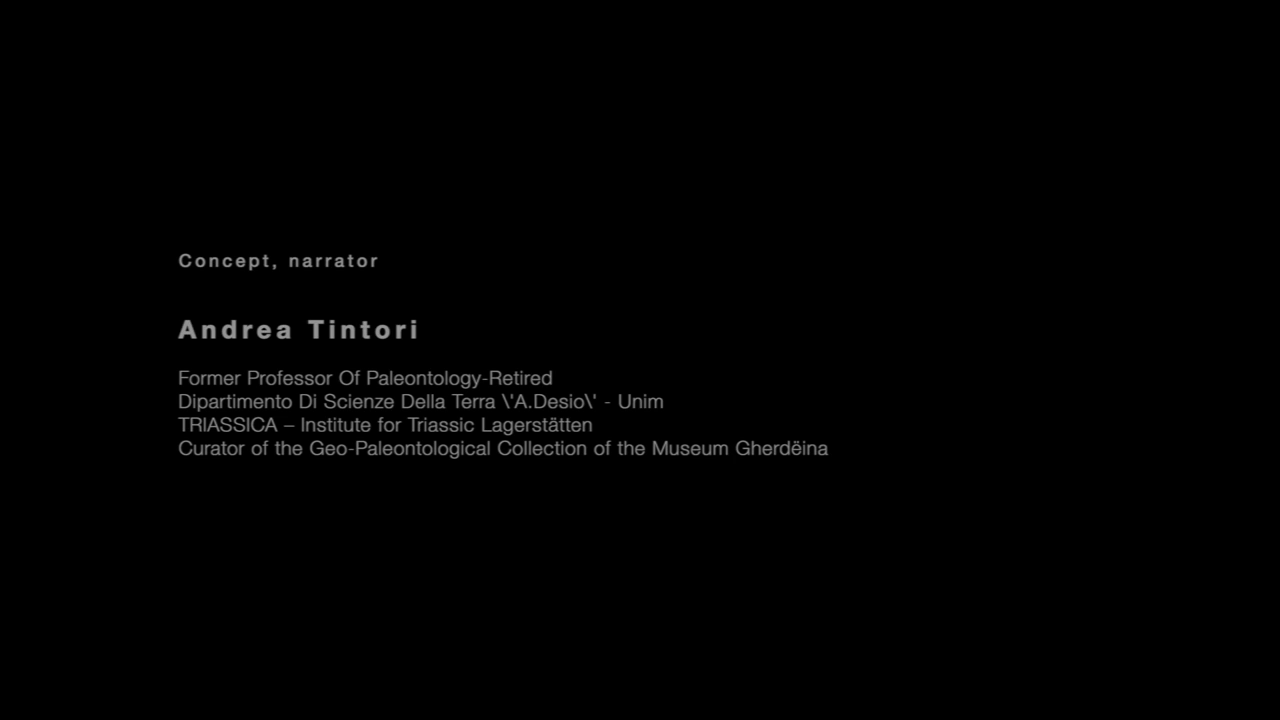 Concept, narrator
Andrea Tintori
Former Professor Of Paleontology-Retired
Dipartimento Di Scienze Della Terra \'A.Desio\' - Unim
TRIASSICA – Institute for Triassic Lagerstätten
Curator of the Geo-Paleontological Collection of the Museum Gherdëina